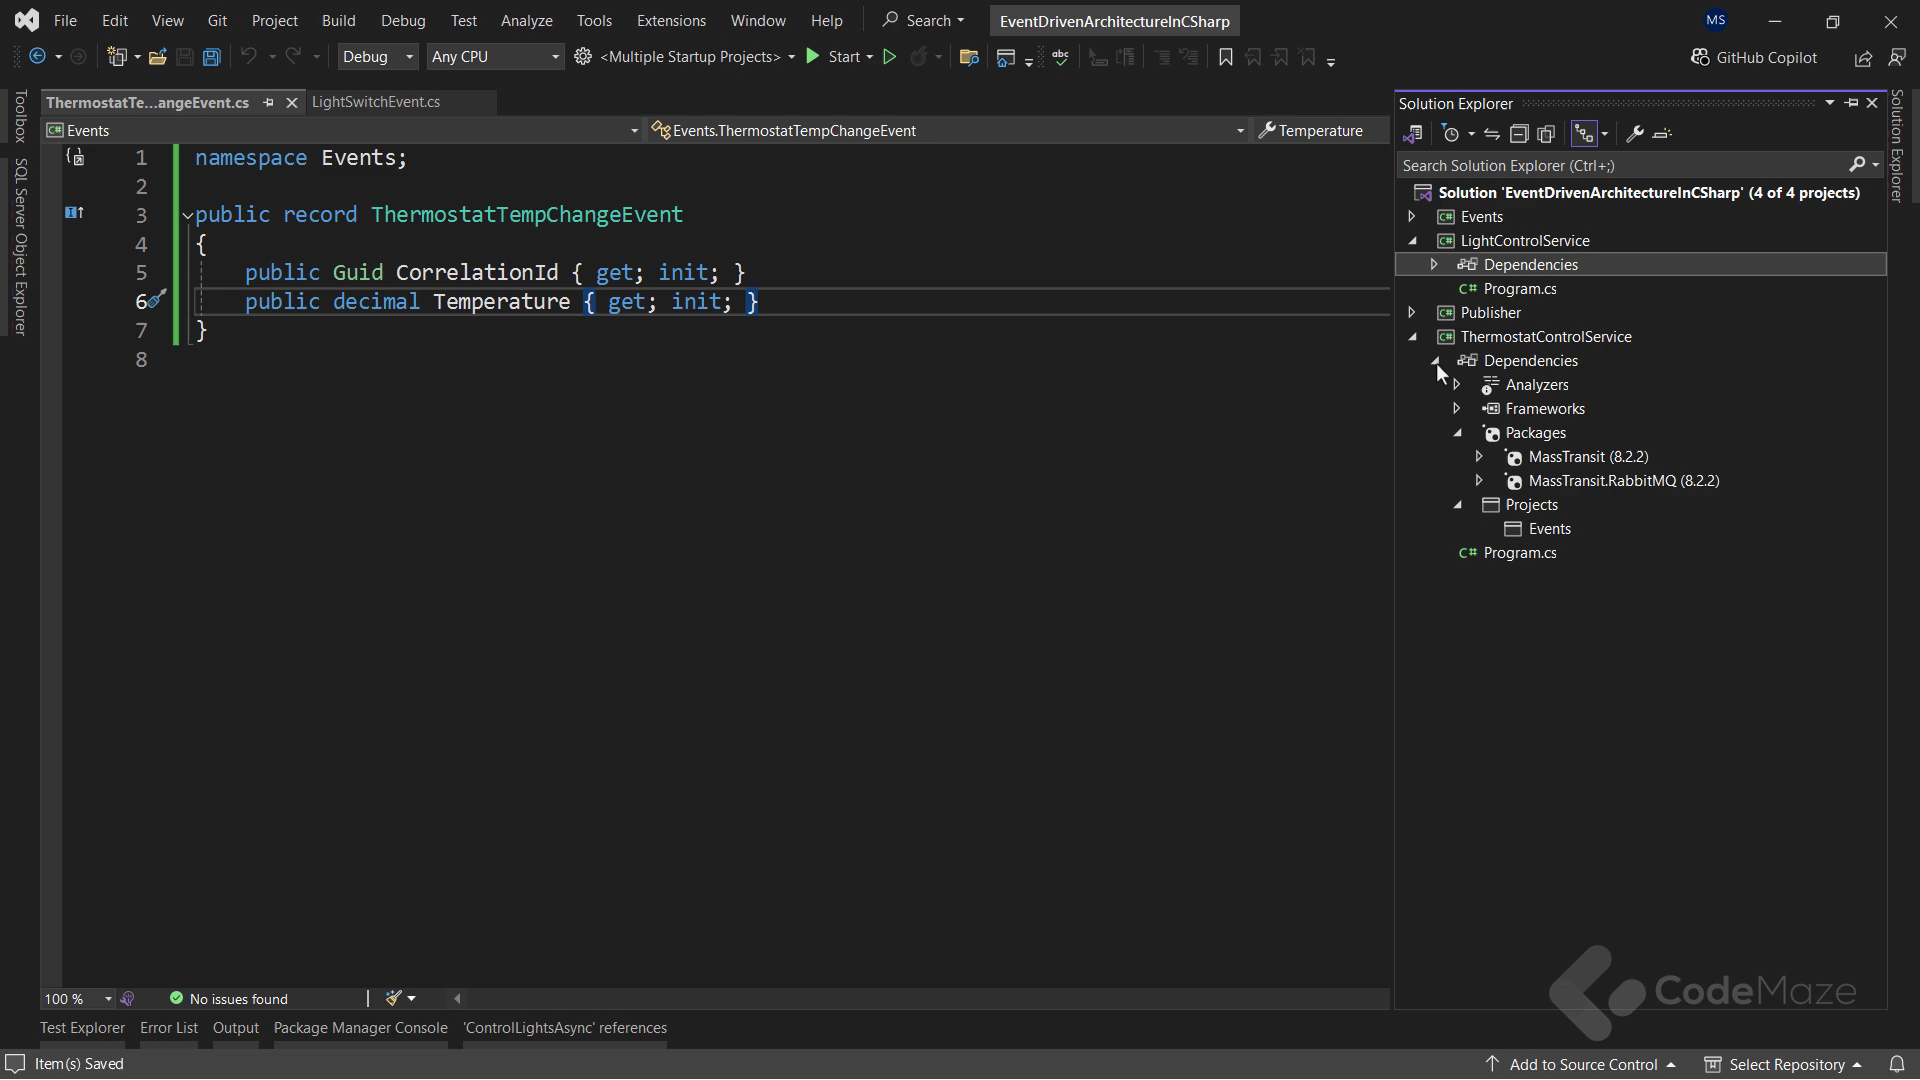 File Edit View Git Project Build Debug Test Analyze Tools Extensions Window Help Search EventDrivenArchitectureInCSharp MS
Debug Any CPU <Multiple Startup Projects> Start abc GitHub Copilot
ThermostatTe...angeEvent.cs LightSwitchEvent.cs
C# Events Events.ThermostatTempChangeEvent Temperature
1 namespace Events;
2
3 public record ThermostatTempChangeEvent
4 {
5 public Guid CorrelationId { get; init; }
6 public decimal Temperature { get; init; }
7 }
8
Toolbox
SQL Server Object Explorer
Solution Explorer
Search Solution Explorer (Ctrl+;)
Solution 'EventDrivenArchitectureInCSharp' (4 of 4 projects)
C# Events
C# LightControlService
Dependencies
C# Program.cs
C# Publisher
C# ThermostatControlService
Dependencies
Analyzers
Frameworks
Packages
MassTransit (8.2.2)
MassTransit.RabbitMQ (8.2.2)
Projects
Events
C# Program.cs
Solution Explorer
CodeMaze
100 % No issues found
Test Explorer Error List Output Package Manager Console 'ControlLightsAsync' references
Item(s) Saved Add to Source Control Select Repository